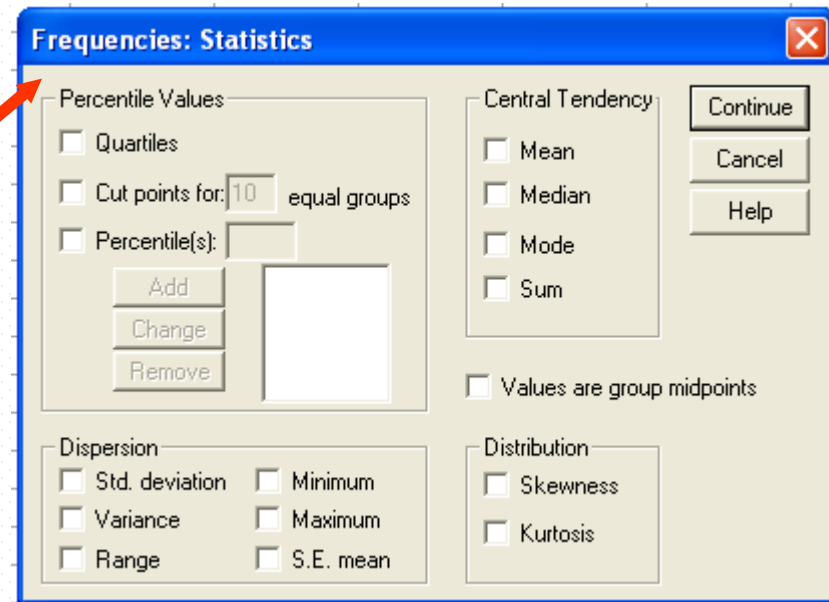 Frequencies: Statistics
Percentile Values
Quartiles
Cut points for: 10 equal groups
Percentile(s):
Add
Change
Remove
Central Tendency
Mean
Median
Mode
Sum
Continue
Cancel
Help
Values are group midpoints
Dispersion
Std. deviation Minimum
Variance Maximum
Range S.E. mean
Distribution
Skewness
Kurtosis